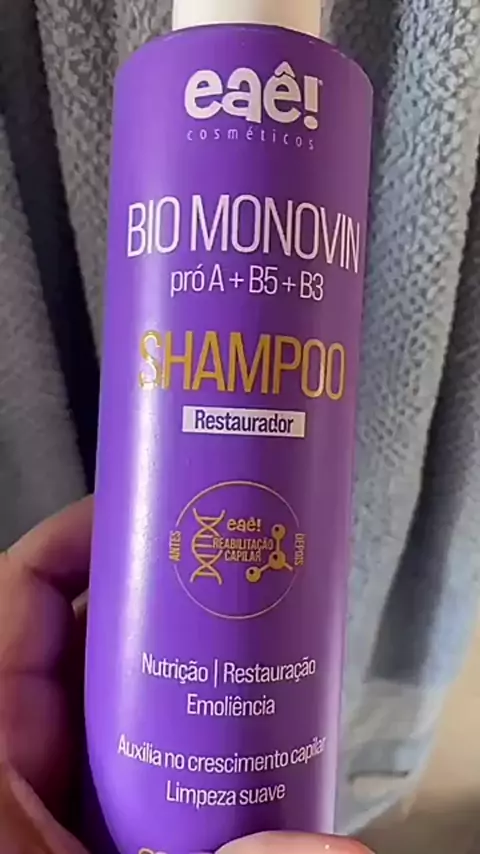 eaê!
cosméticos
BIO MONOVIN
pró A + B5 + B3
SHAMPOO
Restaurador
ANTES
eaê!
REABILITAÇÃO
CAPILAR
DEPOIS
Nutrição | Restauração
Emoliência
Auxilia no crescimento capilar
Limpeza suave